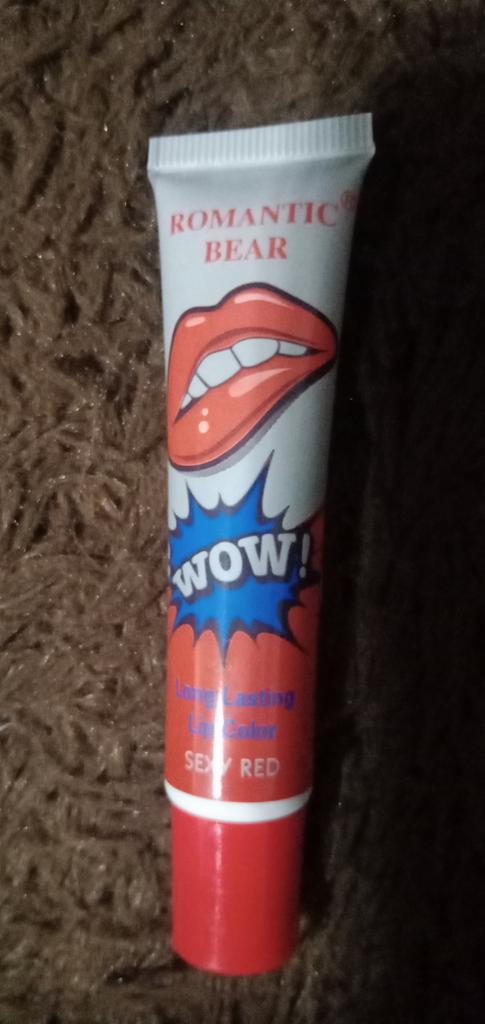 ROMANTIC®
BEAR
WOW!
Long Lasting
Lip Color
SEXY RED